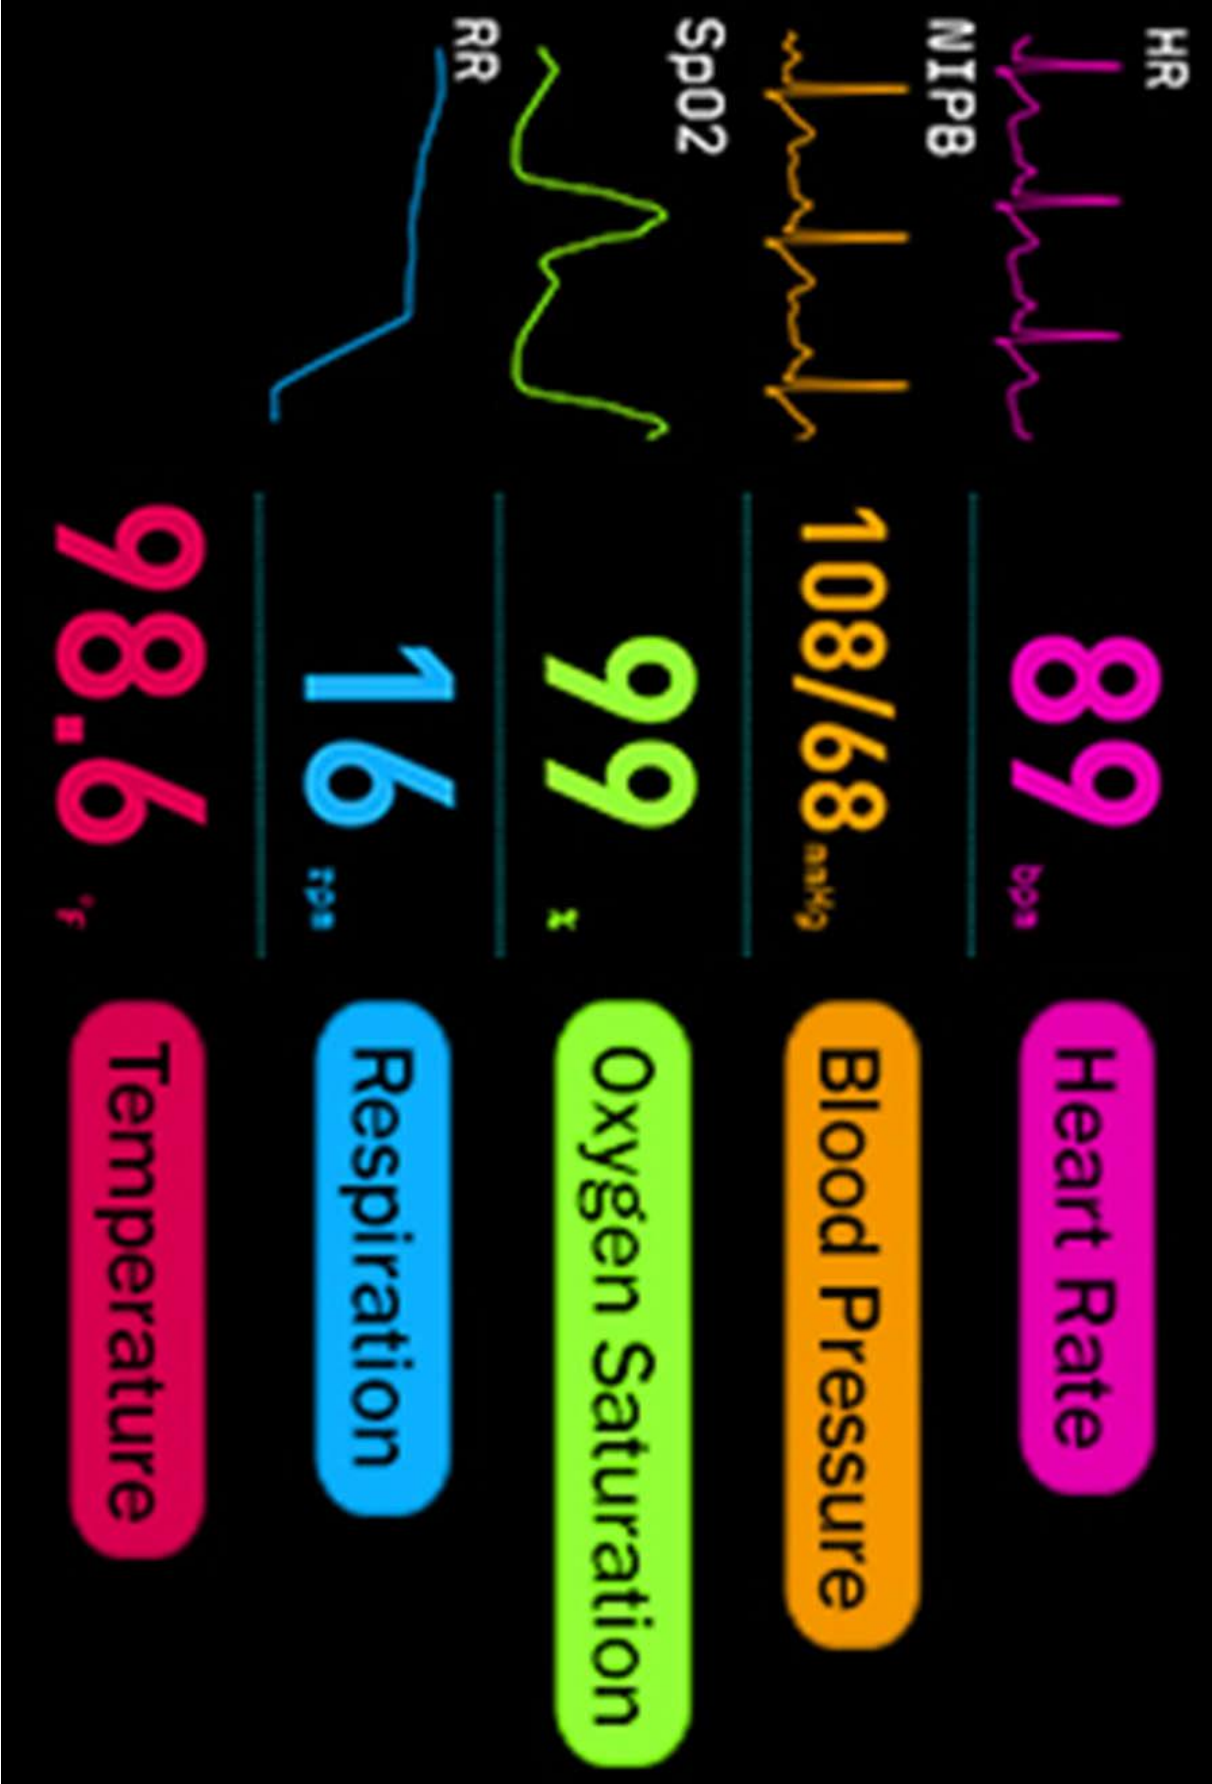 HR
89 bpm
Heart Rate
NIPB
108/68 mmHg
Blood Pressure
SpO2
99 %
Oxygen Saturation
RR
16 rpm
Respiration
98.6 °F
Temperature